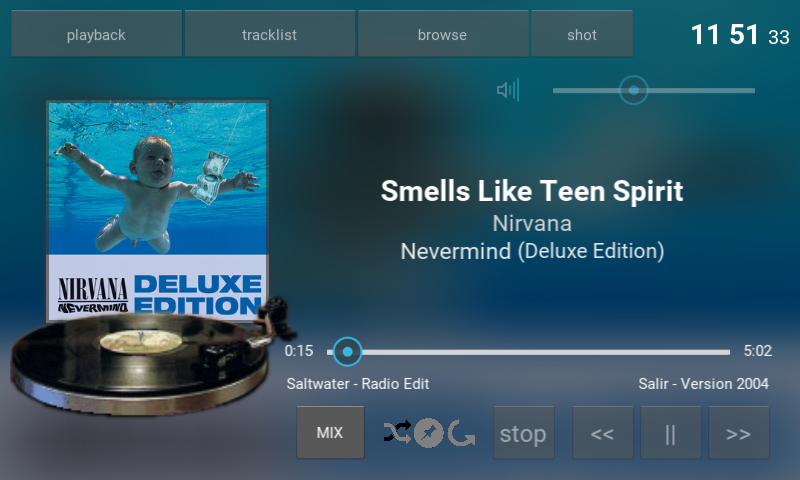 playback
tracklist
browse
shot
11 51 33
Smells Like Teen Spirit
Nirvana
Nevermind (Deluxe Edition)
NIRVANA
NEVERMIND
DELUXE
EDITION
0:15
5:02
Saltwater - Radio Edit
Salir - Version 2004
MIX
stop
<<
||
>>